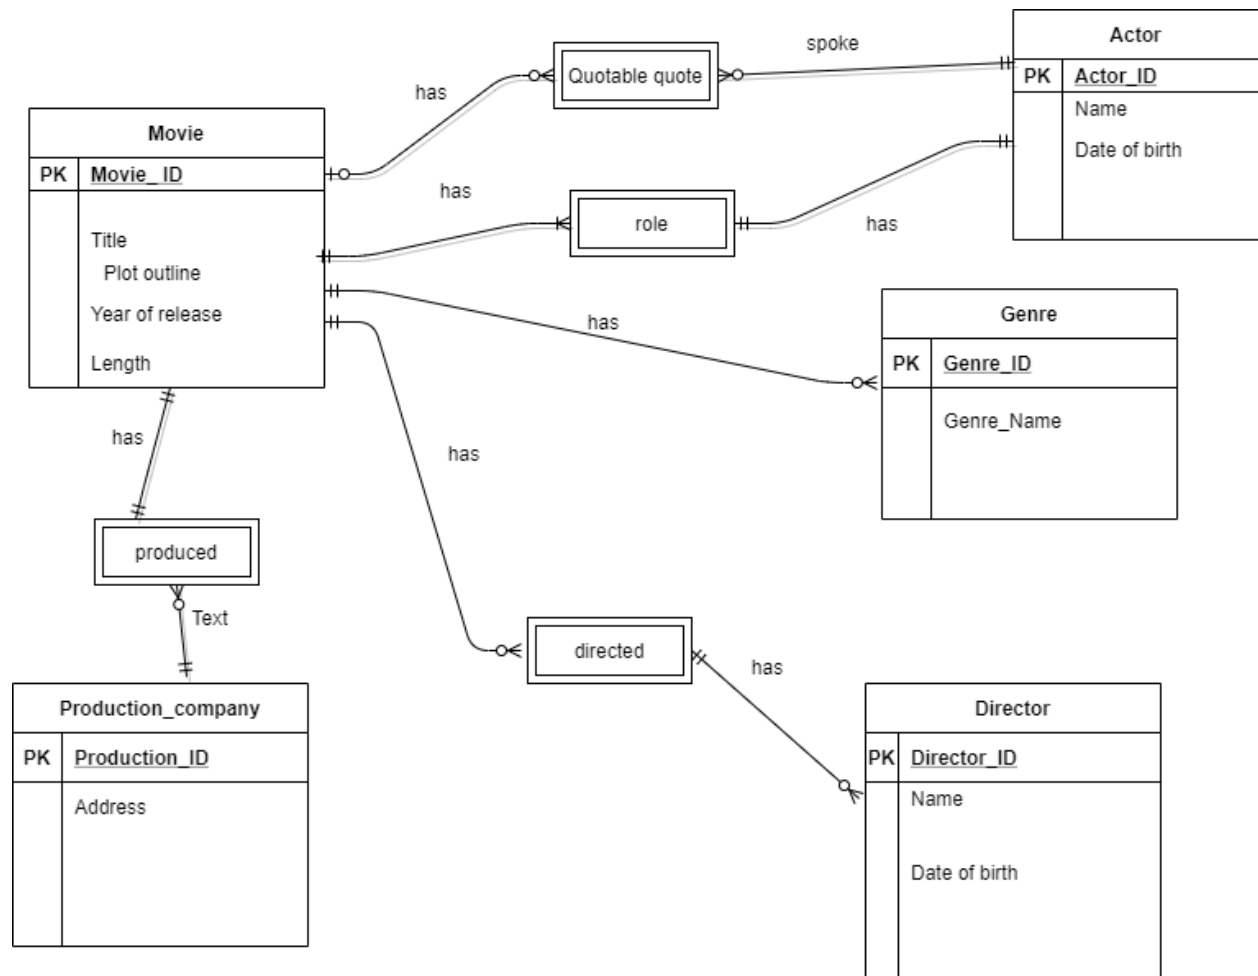 Actor
PK Actor_ID
Name
Date of birth
spoke
Quotable quote
has
Movie
PK Movie_ID
Title
Plot outline
Year of release
Length
has
role
has
has
Genre
PK Genre_ID
Genre_Name
has
has
produced
Text
directed
has
Production_company
PK Production_ID
Address
Director
PK Director_ID
Name
Date of birth